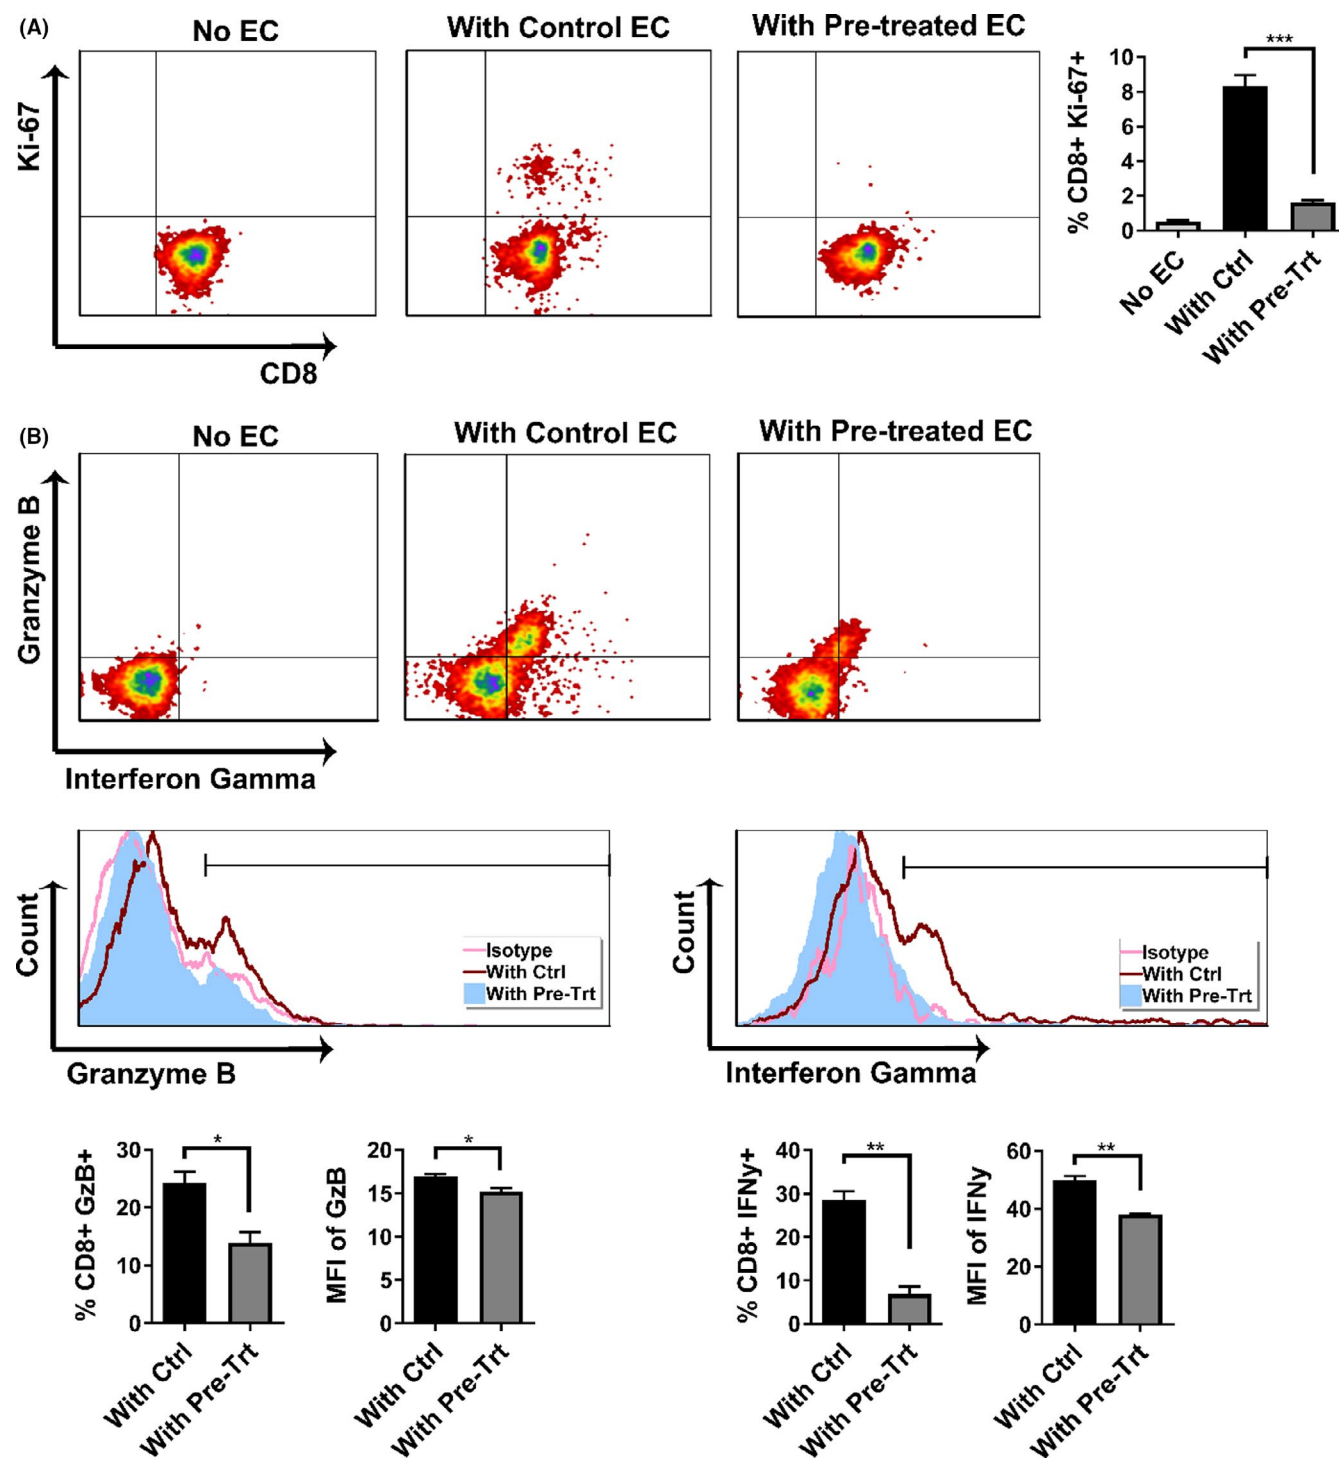 (A)
No EC
With Control EC
With Pre-treated EC
Ki-67
CD8
% CD8+ Ki-67+
10
8
6
4
2
0
***
No EC
With Ctrl
With Pre-Trt
(B)
No EC
With Control EC
With Pre-treated EC
Granzyme B
Interferon Gamma
Count
Isotype
With Ctrl
With Pre-Trt
Granzyme B
Count
Isotype
With Ctrl
With Pre-Trt
Interferon Gamma
% CD8+ GzB+
30
20
10
0
*
With Ctrl
With Pre-Trt
MFI of GzB
20
15
10
5
0
*
With Ctrl
With Pre-Trt
% CD8+ IFNy+
40
30
20
10
0
**
With Ctrl
With Pre-Trt
MFI of IFNy
60
40
20
0
**
With Ctrl
With Pre-Trt